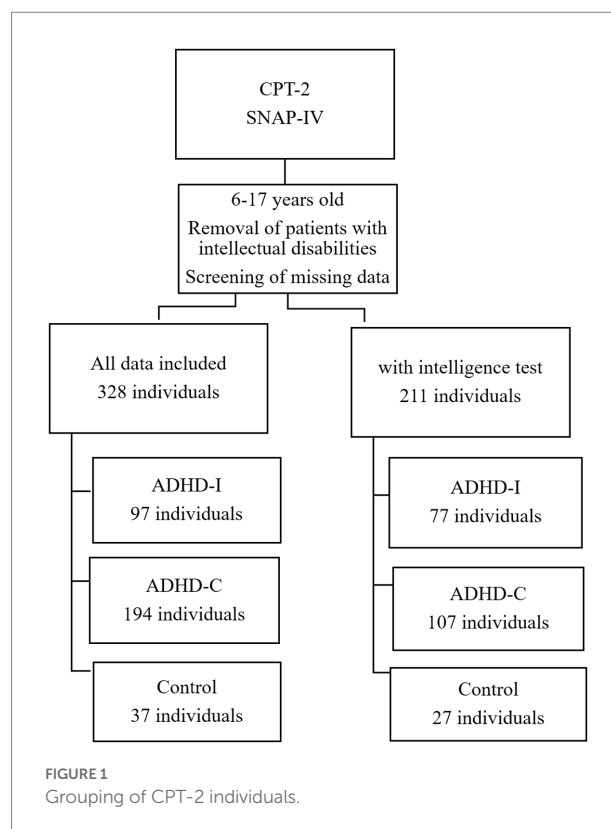 CPT-2
SNAP-IV
6-17 years old
Removal of patients with
intellectual disabilities
Screening of missing data
All data included
328 individuals
with intelligence test
211 individuals
ADHD-I
97 individuals
ADHD-I
77 individuals
ADHD-C
194 individuals
ADHD-C
107 individuals
Control
37 individuals
Control
27 individuals
FIGURE 1
Grouping of CPT-2 individuals.